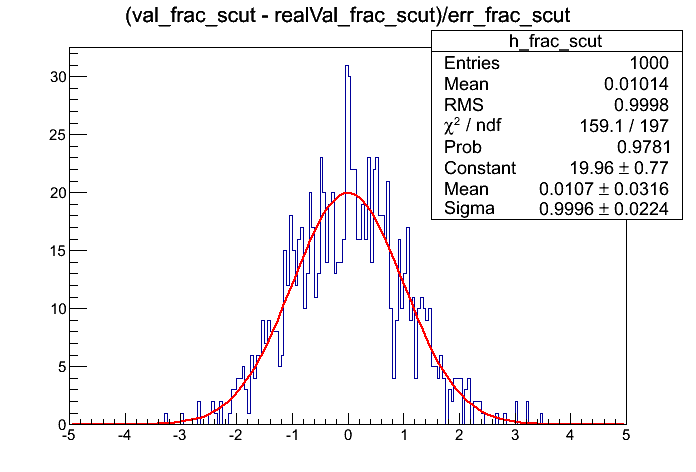 (val_frac_scut - realVal_frac_scut)/err_frac_scut
h_frac_scut
Entries 1000
Mean 0.01014
RMS 0.9998
χ² / ndf 159.1 / 197
Prob 0.9781
Constant 19.96 ± 0.77
Mean 0.0107 ± 0.0316
Sigma 0.9996 ± 0.0224
30
25
20
15
10
5
0
-5 -4 -3 -2 -1 0 1 2 3 4 5